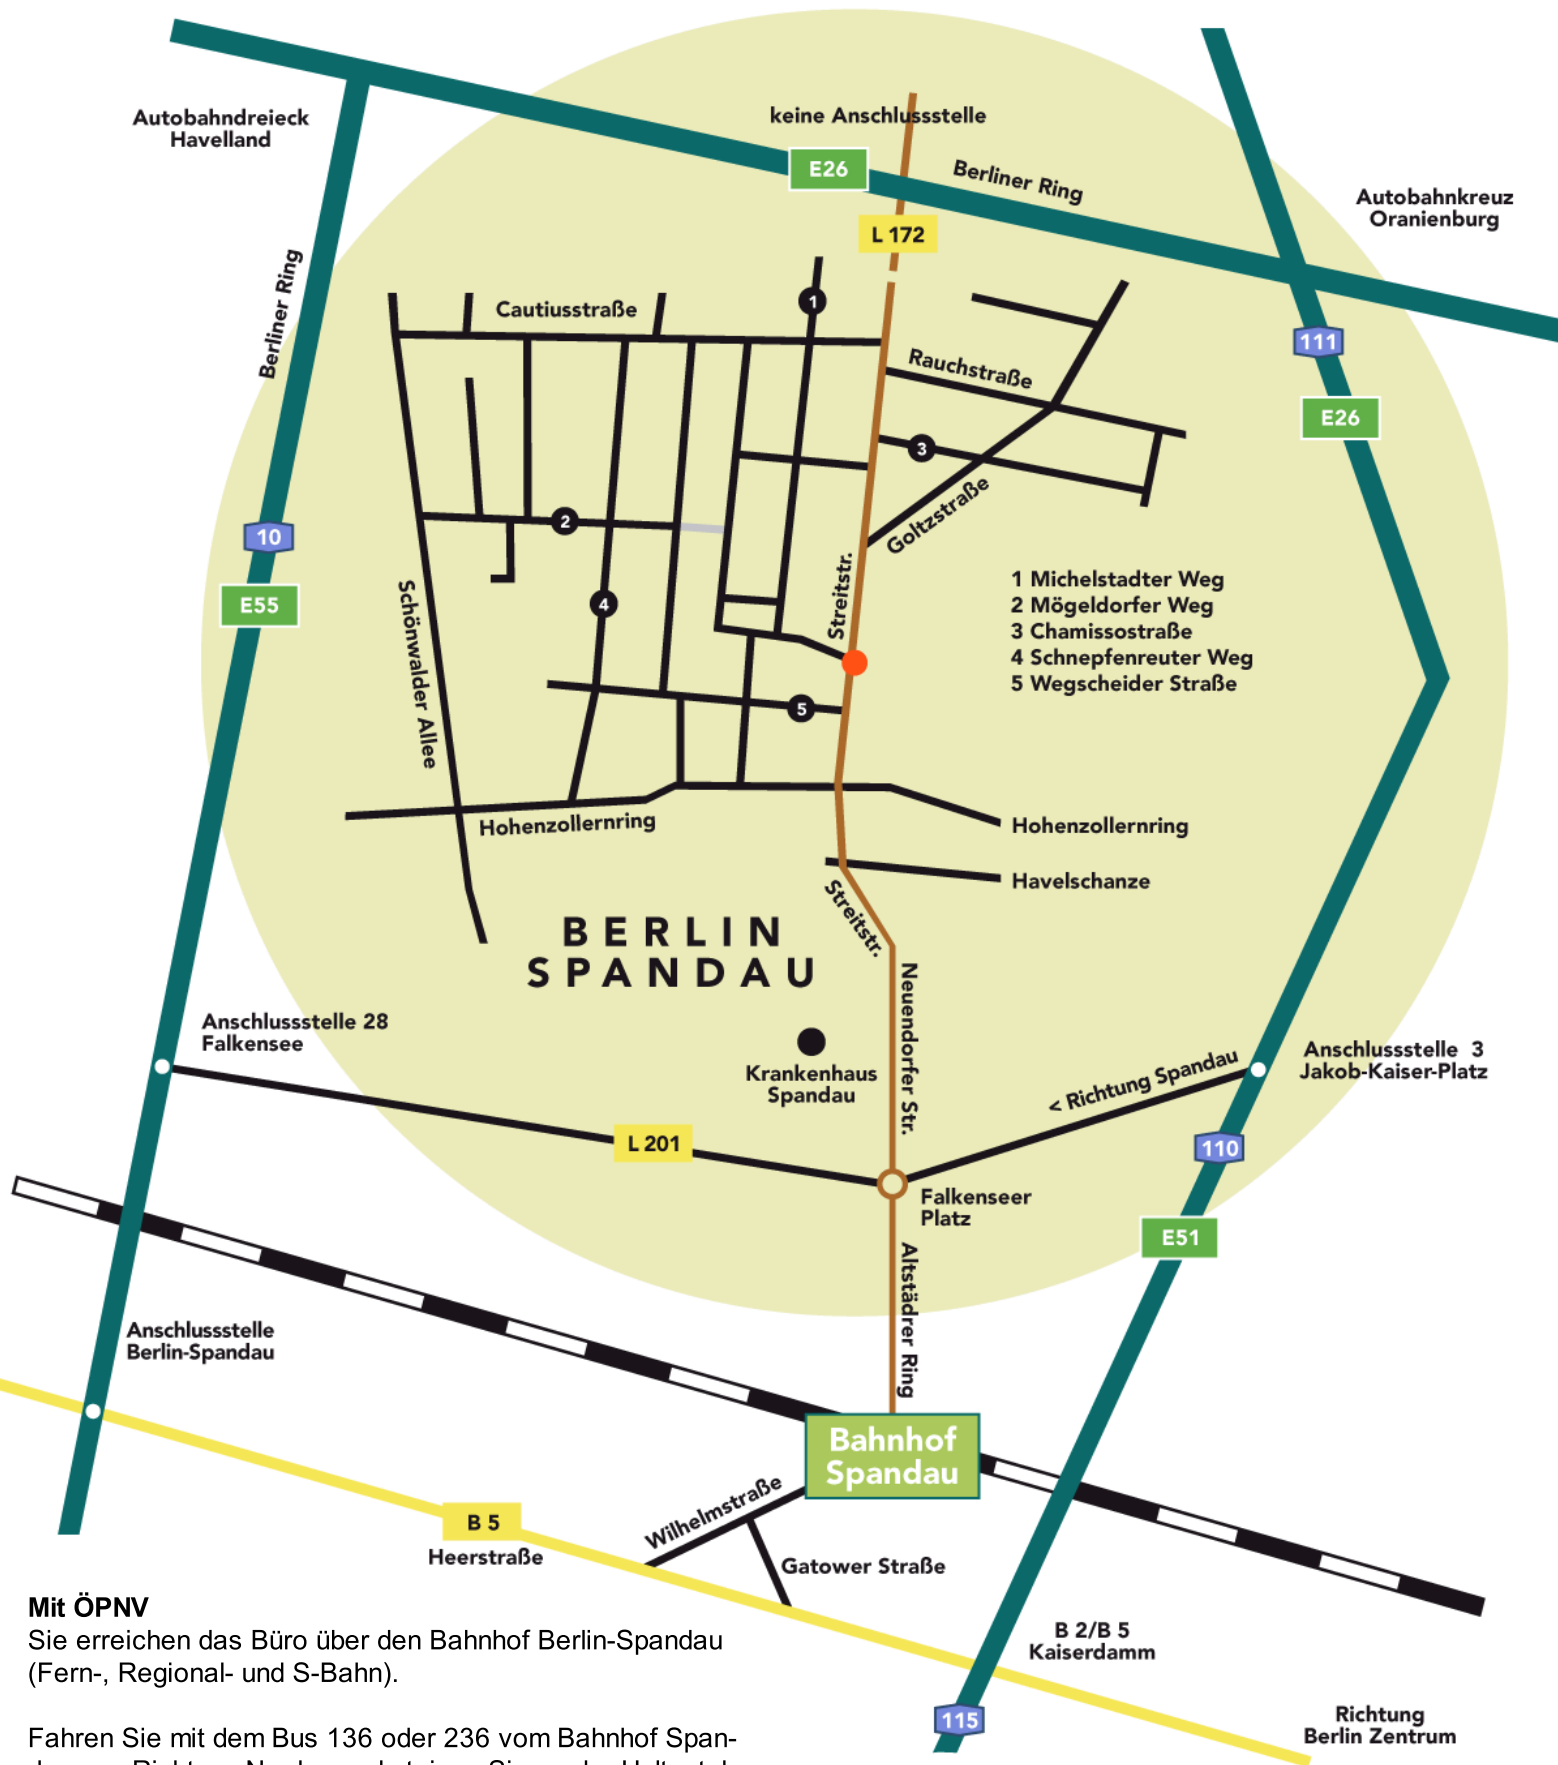 keine Anschlussstelle
Autobahndreieck
Havelland
E26
Berliner Ring
Autobahnkreuz
Oranienburg
L 172
Berliner Ring
Cautiusstraße
1
111
Rauchstraße
E26
3
Goltzstraße
2
10
Streitstr.
E55
4
Schönwalder Allee
1 Michelstadter Weg
2 Mögeldorfer Weg
3 Chamissostraße
4 Schnepfenreuter Weg
5 Wegscheider Straße
5
Hohenzollernring
Hohenzollernring
Havelschanze
Streitstr.
BERLIN
SPANDAU
Neuendorfer Str.
Anschlussstelle 28
Falkensee
Krankenhaus
Spandau
< Richtung Spandau
Anschlussstelle 3
Jakob-Kaiser-Platz
L 201
110
Falkenseer
Platz
E51
Altstädrer Ring
Anschlussstelle
Berlin-Spandau
Bahnhof
Spandau
Wilhelmstraße
B 5
Heerstraße
Gatower Straße
B 2/B 5
Kaiserdamm
115
Richtung
Berlin Zentrum
Mit ÖPNV
Sie erreichen das Büro über den Bahnhof Berlin-Spandau
(Fern-, Regional- und S-Bahn).
Fahren Sie mit dem Bus 136 oder 236 vom Bahnhof Span-